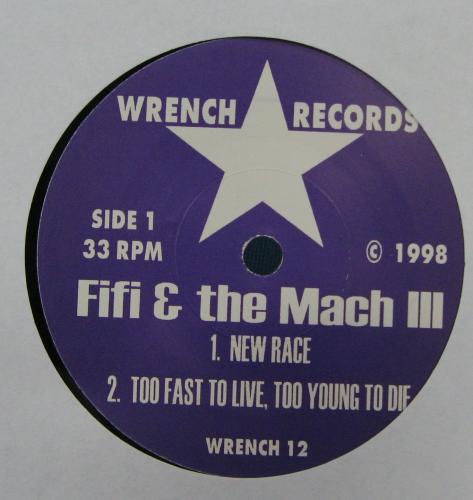 WRENCH RECORDS
SIDE 1
33 RPM
© 1998
Fifi & the Mach III
1. NEW RACE
2. TOO FAST TO LIVE, TOO YOUNG TO DIE
WRENCH 12